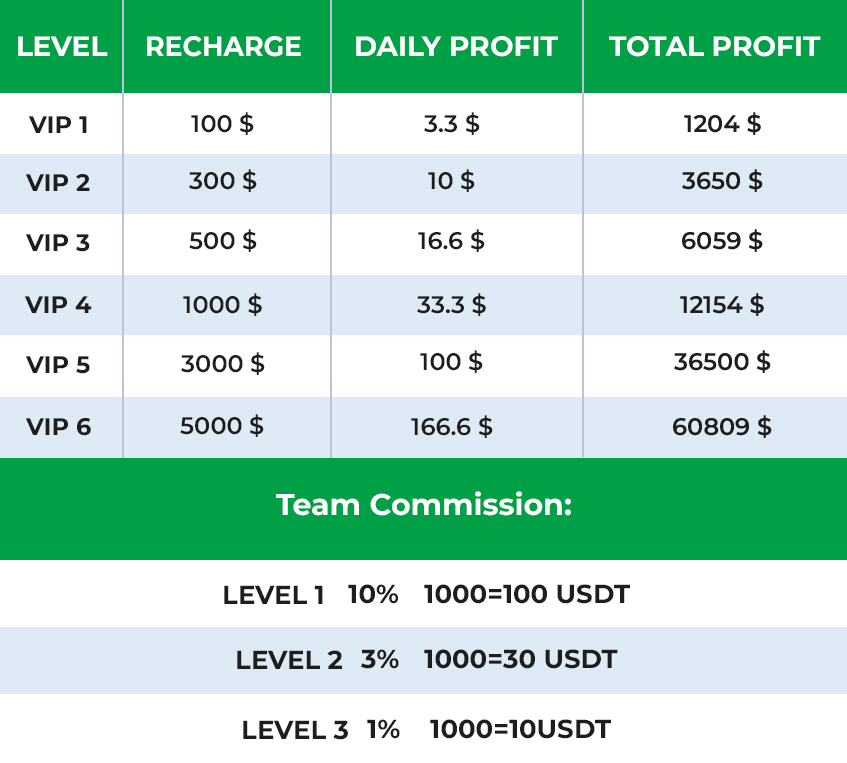 LEVEL RECHARGE DAILY PROFIT TOTAL PROFIT
VIP 1 100 $ 3.3 $ 1204 $
VIP 2 300 $ 10 $ 3650 $
VIP 3 500 $ 16.6 $ 6059 $
VIP 4 1000 $ 33.3 $ 12154 $
VIP 5 3000 $ 100 $ 36500 $
VIP 6 5000 $ 166.6 $ 60809 $
Team Commission:
LEVEL 1 10% 1000=100 USDT
LEVEL 2 3% 1000=30 USDT
LEVEL 3 1% 1000=10USDT